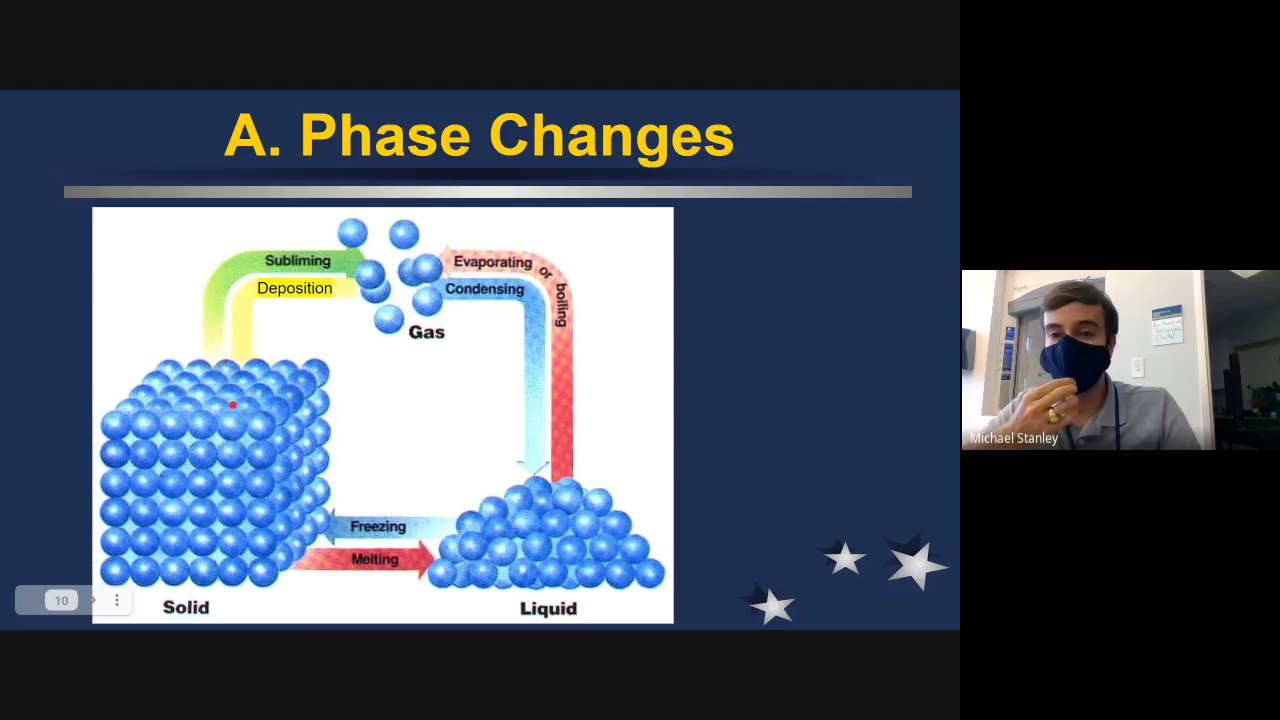 A. Phase Changes
Subliming
Deposition
Evaporating or boiling
Condensing
Gas
Freezing
Melting
Solid
Liquid
10
Michael Stanley